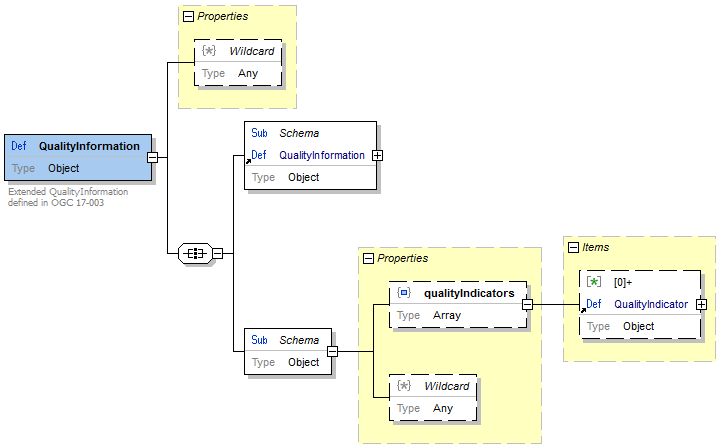 Properties
{*} Wildcard
Type Any
Def QualityInformation
Type Object
Extended QualityInformation
defined in OGC 17-003
Sub Schema
Def QualityInformation
Type Object
Properties
qualityIndicators
Type Array
Items
[*] [0]+
Def QualityIndicator
Type Object
Sub Schema
Type Object
{*} Wildcard
Type Any